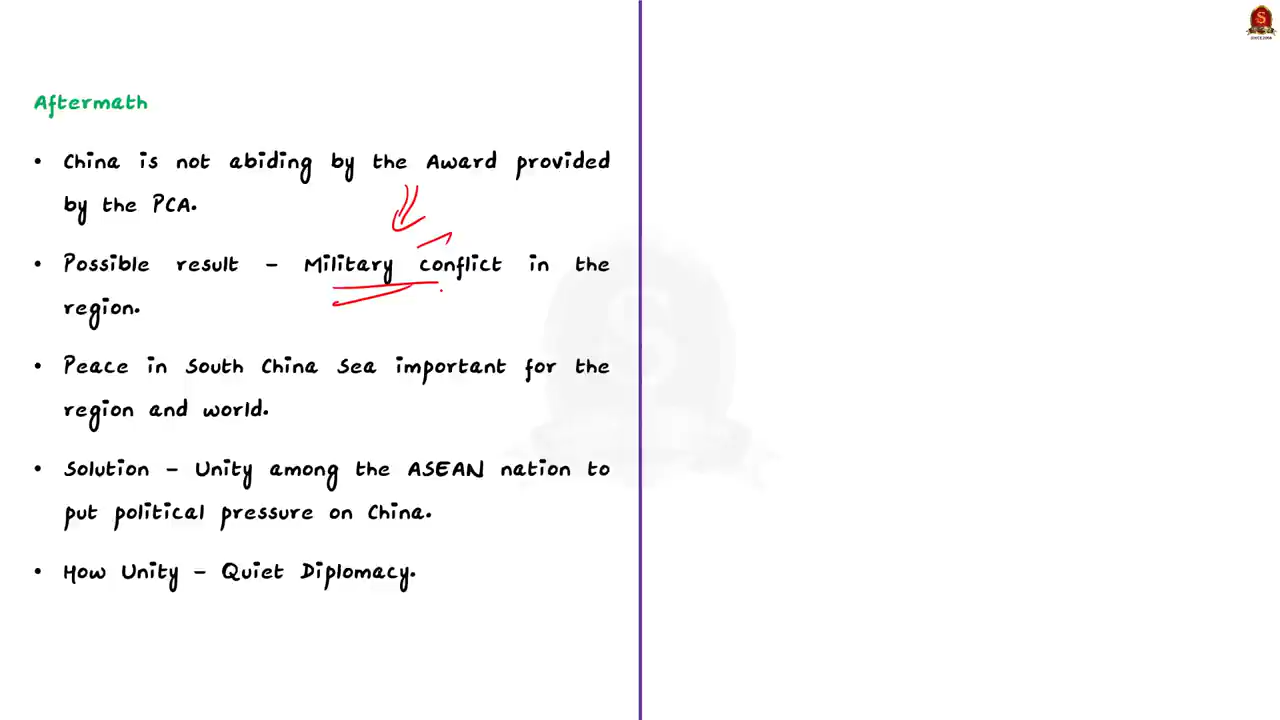 Aftermath
• China is not abiding by the Award provided
by the PCA.
• Possible result - Military conflict in the
region.
• Peace in South China Sea important for the
region and world.
• Solution - Unity among the ASEAN nation to
put political pressure on China.
• How Unity - Quiet Diplomacy.
S